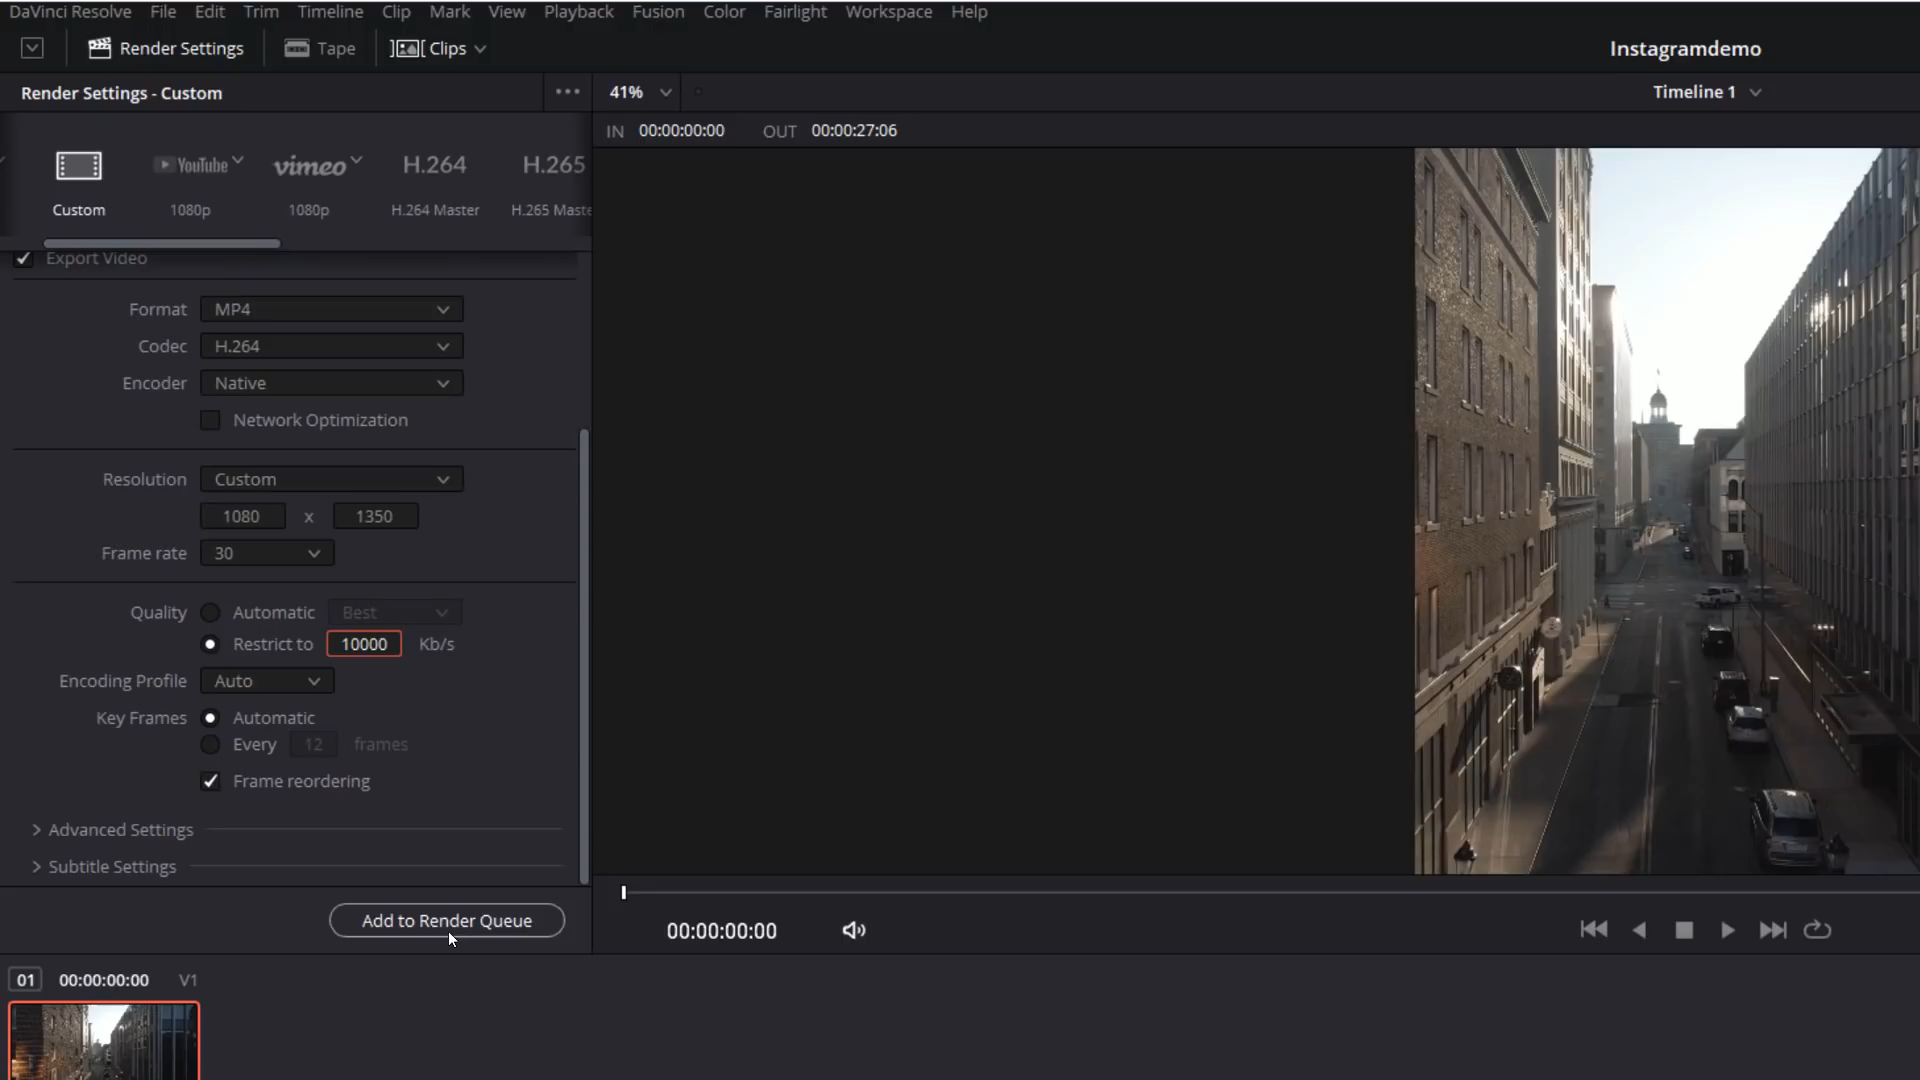 DaVinci Resolve File Edit Trim Timeline Clip Mark View Playback Fusion Color Fairlight Workspace Help
Render Settings Tape Clips Instagramdemo
Render Settings - Custom ••• 41% Timeline 1
IN 00:00:00:00 OUT 00:00:27:06
YouTube vimeo H.264 H.265
Custom 1080p 1080p H.264 Master H.265 Maste
Export Video
Format MP4
Codec H.264
Encoder Native
Network Optimization
Resolution Custom
1080 x 1350
Frame rate 30
Quality Automatic Best
Restrict to 10000 Kb/s
Encoding Profile Auto
Key Frames Automatic
Every 12 frames
Frame reordering
Advanced Settings
Subtitle Settings
Add to Render Queue
00:00:00:00
01 00:00:00:00 V1